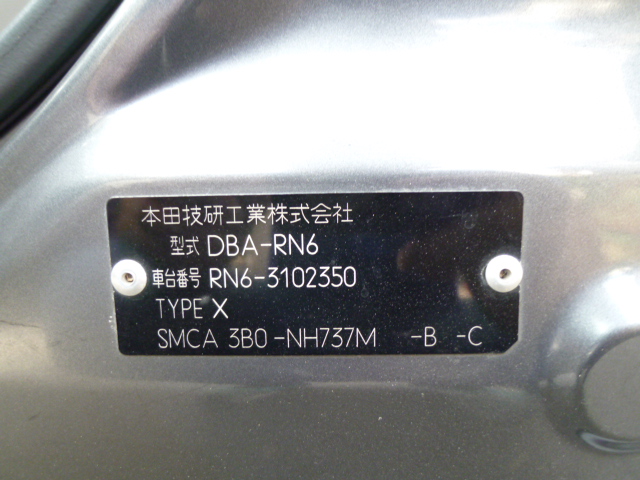 本田技研工業株式会社
型式 DBA-RN6
車台番号 RN6-3102350
TYPE X
SMCA 3B0-NH737M -B -C